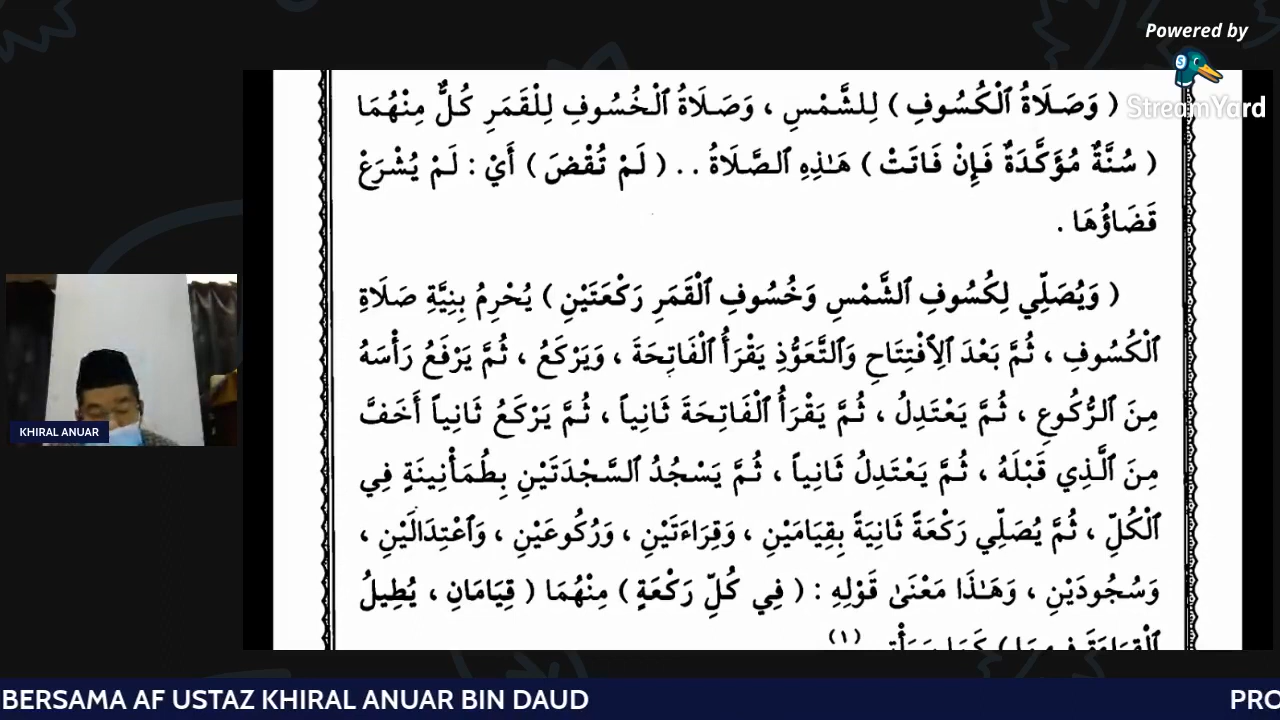 Powered by
StreamYard
( وَصَلَاةُ ٱلْكُسُوفِ ) لِلشَّمْسِ ، وَصَلَاةُ ٱلْخُسُوفِ لِلْقَمَرِ كُلٌّ مِنْهُمَا
( سُنَّةٌ مُؤَكَّدَةٌ فَإِنْ فَاتَتْ ) هَـٰذِهِ ٱلصَّلَاةُ . . ( لَمْ تُقْضَ ) أَيْ : لَمْ يُشْرَعْ
قَضَاؤُهَا .
( وَيُصَلِّي لِكُسُوفِ ٱلشَّمْسِ وَخُسُوفِ ٱلْقَمَرِ رَكْعَتَيْنِ ) يُحْرِمُ بِنِيَّةِ صَلَاةِ
ٱلْكُسُوفِ ، ثُمَّ بَعْدَ ٱلِٱفْتِتَاحِ وَٱلتَّعَوُّذِ يَقْرَأُ ٱلْفَاتِحَةَ ، وَيَرْكَعُ ، ثُمَّ يَرْفَعُ رَأْسَهُ
مِنَ ٱلرُّكُوعِ ، ثُمَّ يَعْتَدِلُ ، ثُمَّ يَقْرَأُ ٱلْفَاتِحَةَ ثَانِياً ، ثُمَّ يَرْكَعُ ثَانِياً أَخَفَّ
مِنَ ٱلَّذِي قَبْلَهُ ، ثُمَّ يَعْتَدِلُ ثَانِياً ، ثُمَّ يَسْجُدُ ٱلسَّجْدَتَيْنِ بِطُمَأْنِينَةٍ فِي
ٱلْكُلِّ ، ثُمَّ يُصَلِّي رَكْعَةً ثَانِيَةً بِقِيَامَيْنِ ، وَقِرَاءَتَيْنِ ، وَرُكُوعَيْنِ ، وَٱعْتِدَالَيْنِ ،
وَسُجُودَيْنِ ، وَهَـٰذَا مَعْنَىٰ قَوْلِهِ : ( فِي كُلِّ رَكْعَةٍ ) مِنْهُمَا ( قِيَامَانِ ، يُطِيلُ
(١)
KHIRAL ANUAR
BERSAMA AF USTAZ KHIRAL ANUAR BIN DAUD
PRO